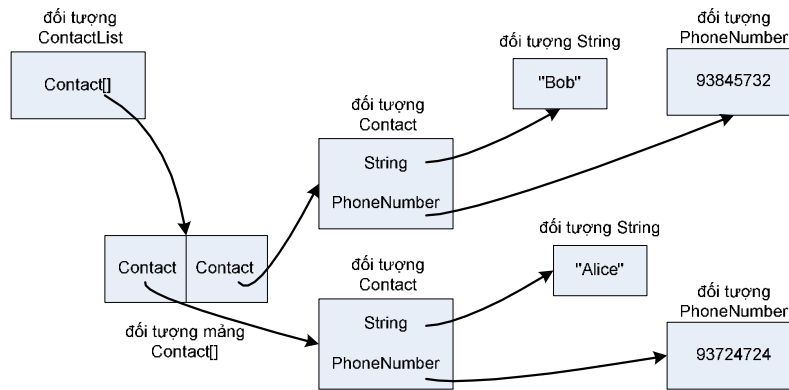 đối tượng
ContactList
Contact[]
đối tượng String
"Bob"
đối tượng
PhoneNumber
93845732
đối tượng
Contact
String
PhoneNumber
Contact
Contact
đối tượng mảng
Contact[]
đối tượng String
"Alice"
đối tượng
Contact
String
PhoneNumber
đối tượng
PhoneNumber
93724724